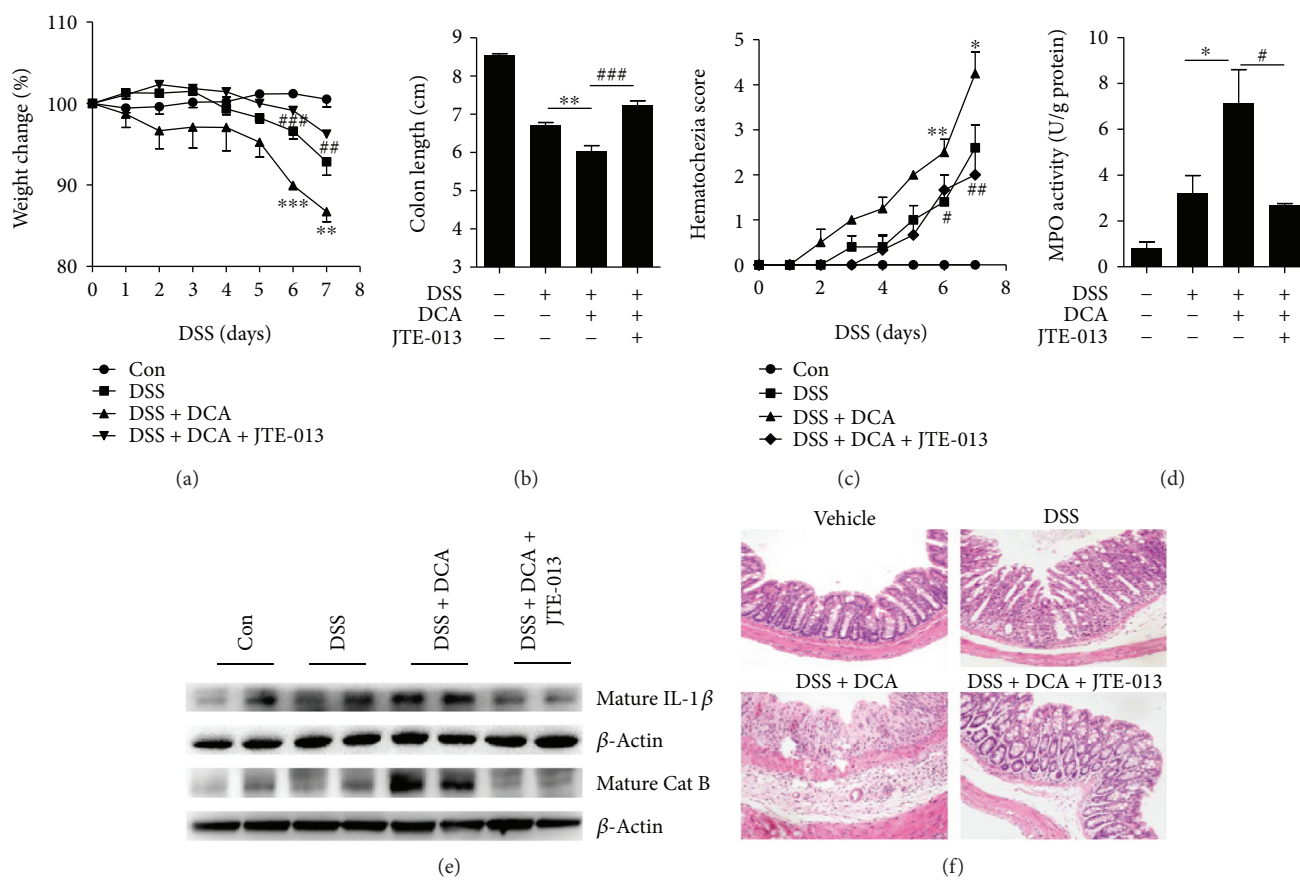 110
100
90
80
Weight change (%)
***
**
###
##
0 1 2 3 4 5 6 7 8
DSS (days)
Con
DSS
DSS + DCA
DSS + DCA + JTE-013
(a)
9
8
7
6
5
4
3
Colon length (cm)
**
###
DSS − + + +
DCA − − + +
JTE-013 − − − +
(b)
5
4
3
2
1
0
Hematochezia score
*
**
#
##
0 2 4 6 8
DSS (days)
Con
DSS
DSS + DCA
DSS + DCA + JTE-013
(c)
10
8
6
4
2
0
MPO activity (U/g protein)
*
#
DSS − + + +
DCA − − + +
JTE-013 − − − +
(d)
Con
DSS
DSS + DCA
DSS + DCA +
JTE-013
Mature IL-1β
β-Actin
Mature Cat B
β-Actin
(e)
Vehicle
DSS
DSS + DCA
DSS + DCA + JTE-013
(f)